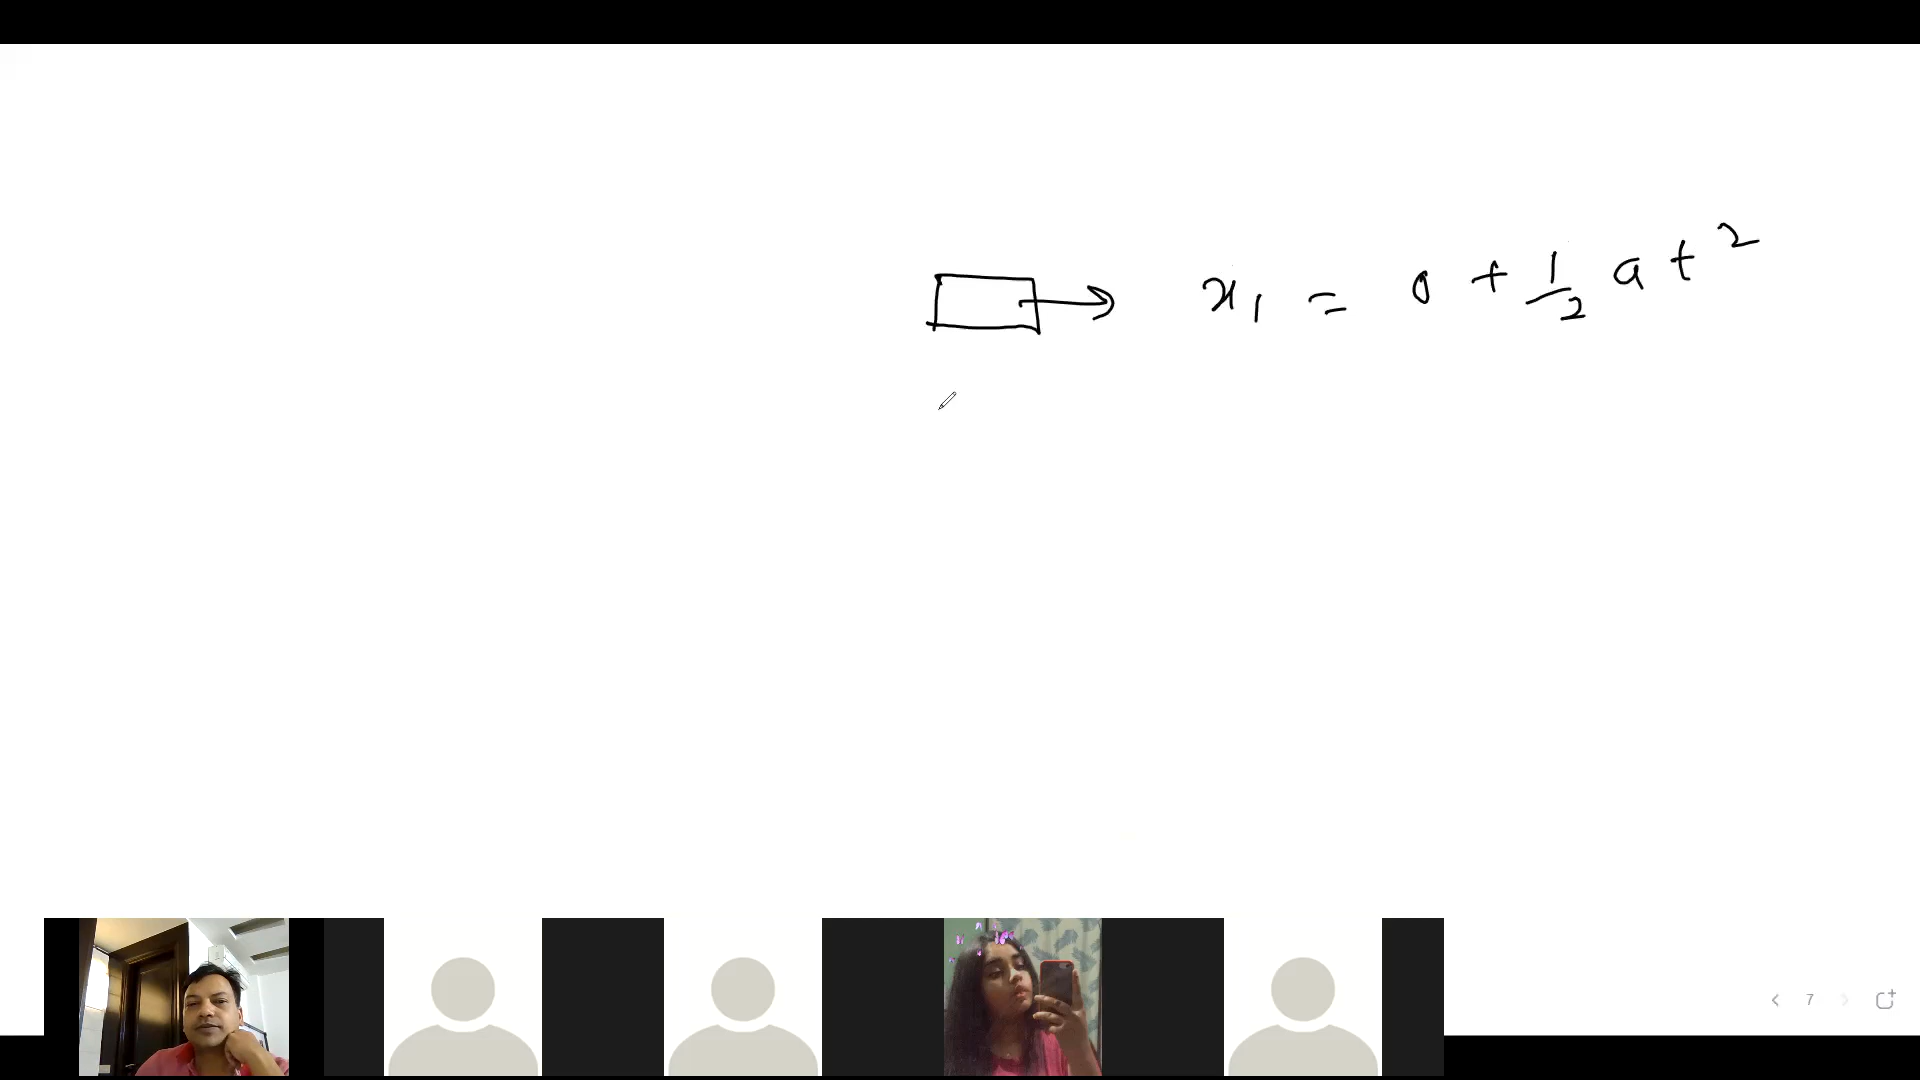 x₁ = 0 + 1/2 a t²
7